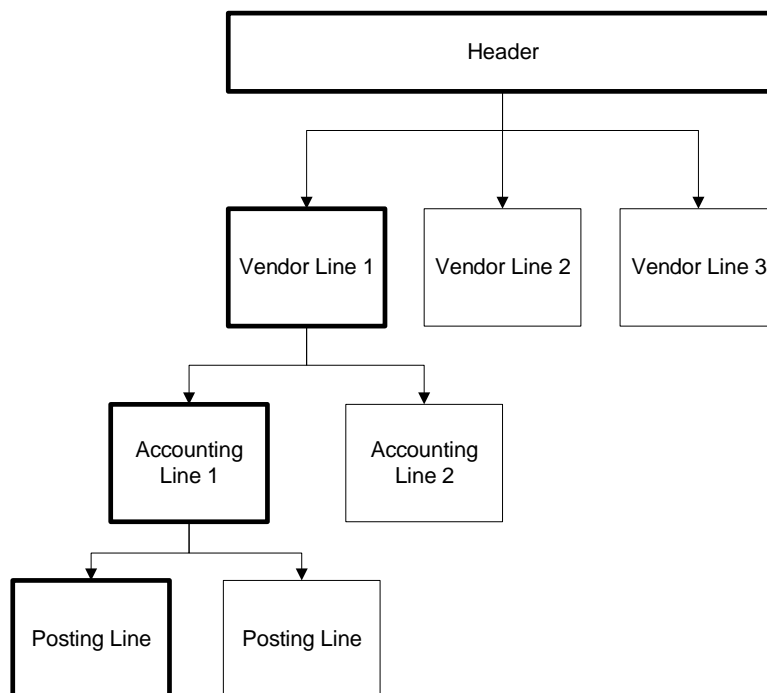 Header
Vendor Line 1
Vendor Line 2
Vendor Line 3
Accounting
Line 1
Accounting
Line 2
Posting Line
Posting Line